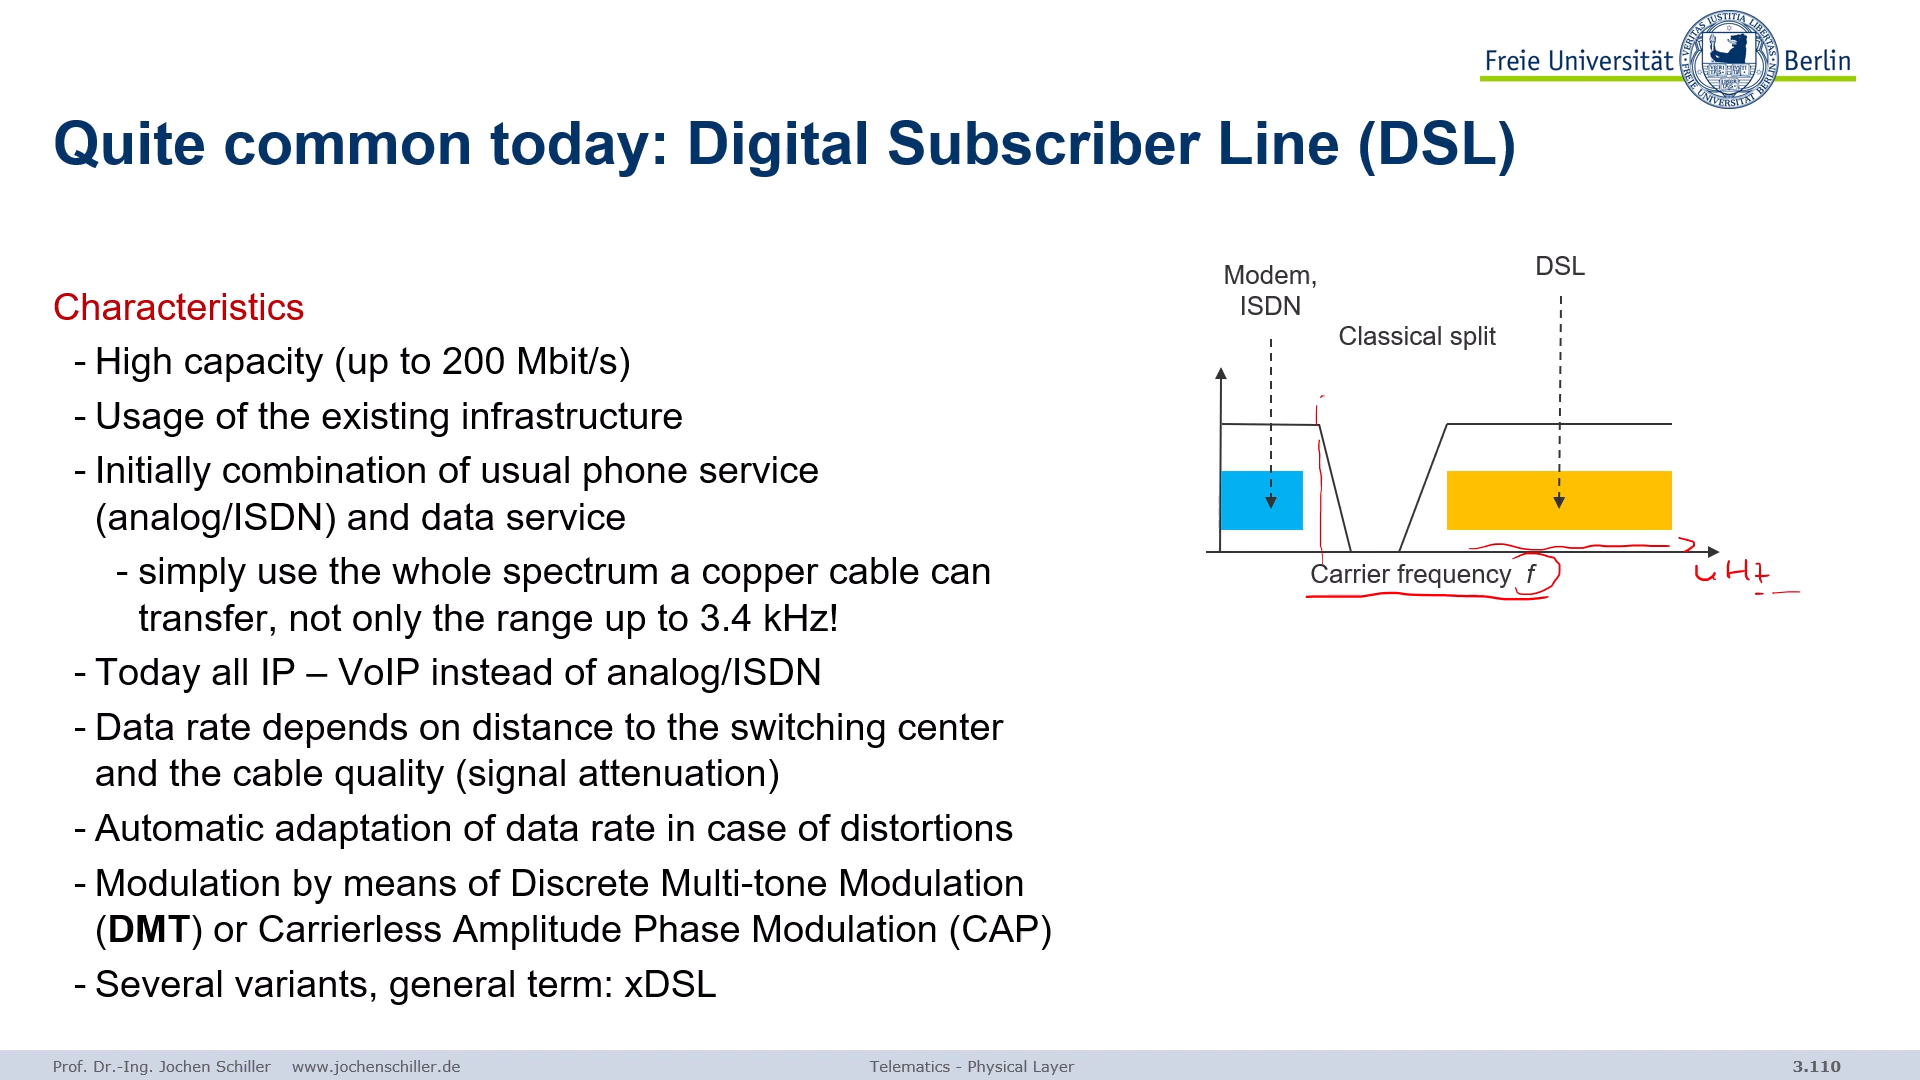 Freie Universität Berlin
Quite common today: Digital Subscriber Line (DSL)
Characteristics
- High capacity (up to 200 Mbit/s)
- Usage of the existing infrastructure
- Initially combination of usual phone service
(analog/ISDN) and data service
- simply use the whole spectrum a copper cable can
transfer, not only the range up to 3.4 kHz!
- Today all IP – VoIP instead of analog/ISDN
- Data rate depends on distance to the switching center
and the cable quality (signal attenuation)
- Automatic adaptation of data rate in case of distortions
- Modulation by means of Discrete Multi-tone Modulation
(DMT) or Carrierless Amplitude Phase Modulation (CAP)
- Several variants, general term: xDSL
Modem,
ISDN
DSL
Classical split
Carrier frequency f
Prof. Dr.-Ing. Jochen Schiller www.jochenschiller.de
Telematics - Physical Layer
3.110